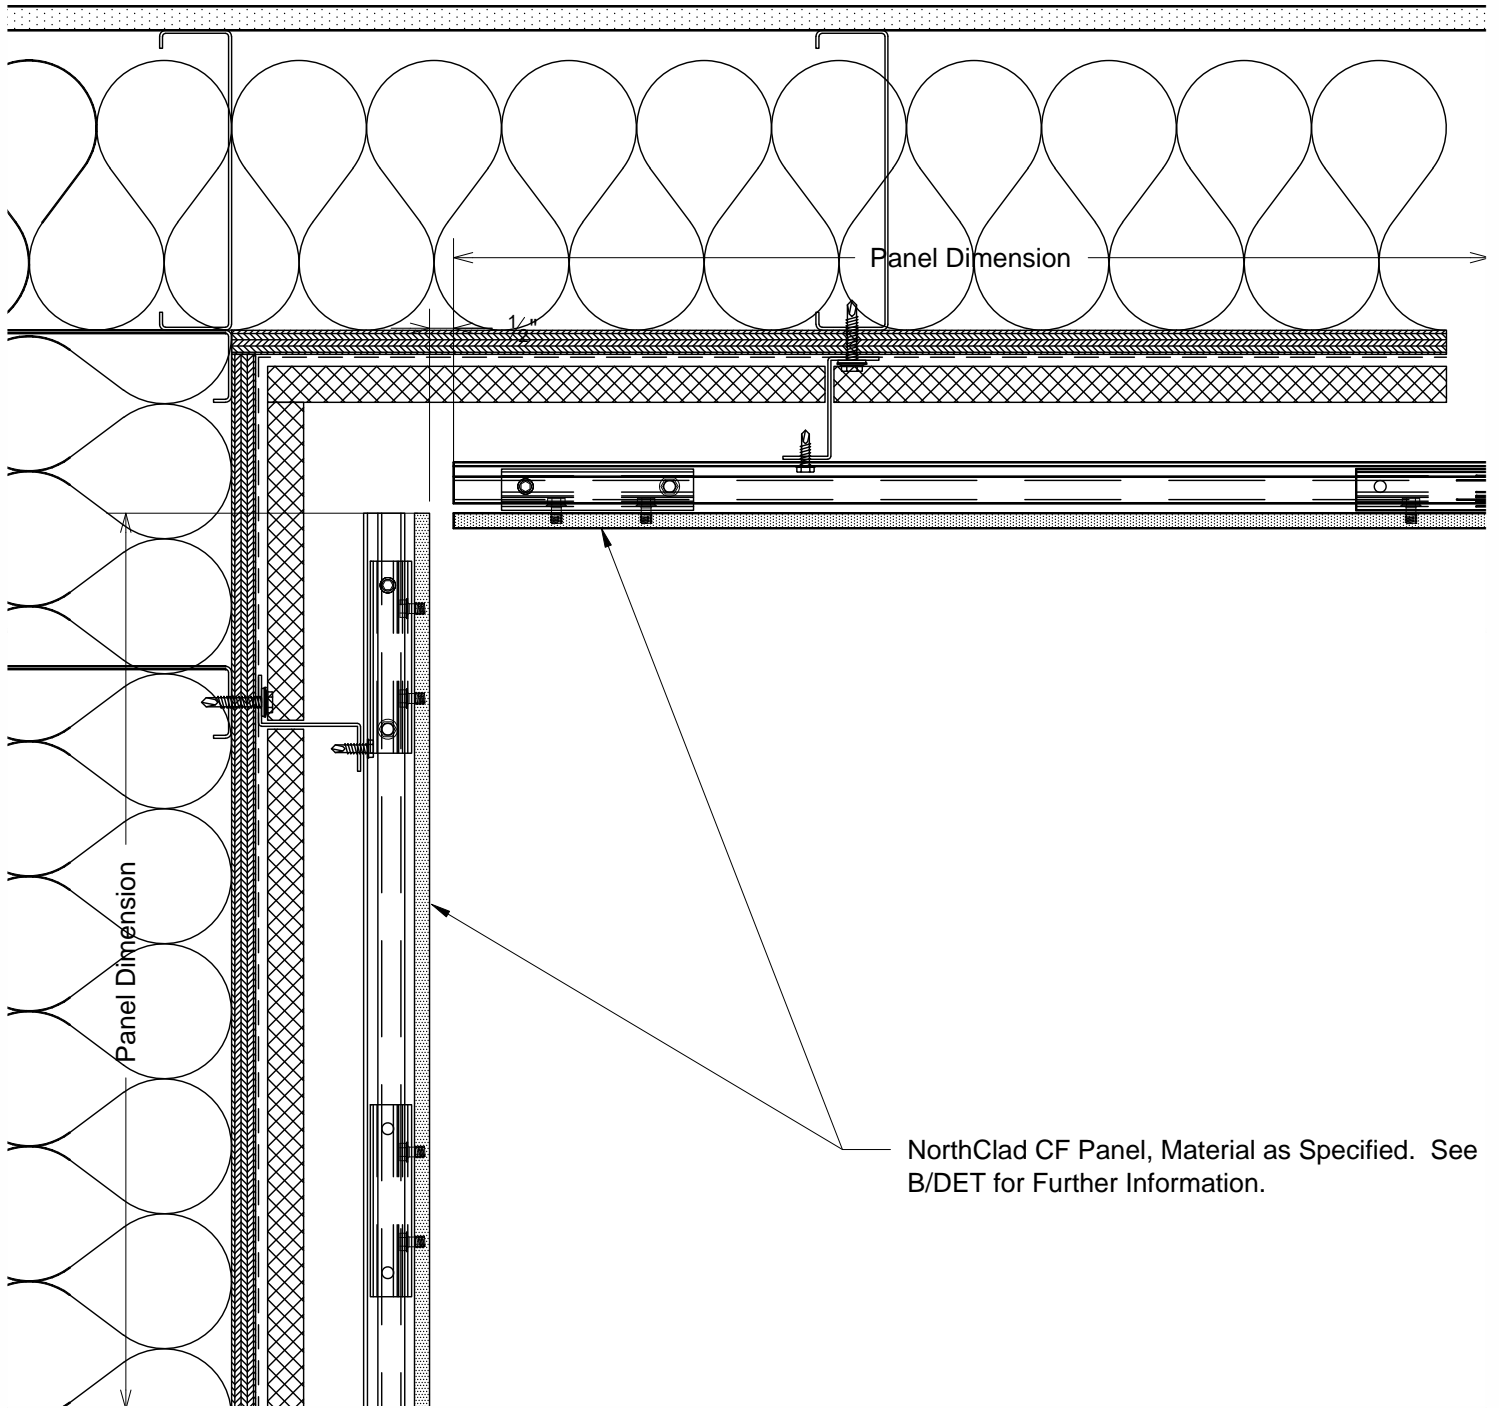 Panel Dimension
1/2"
Panel Dimension
NorthClad CF Panel, Material as Specified.  See
B/DET for Further Information.